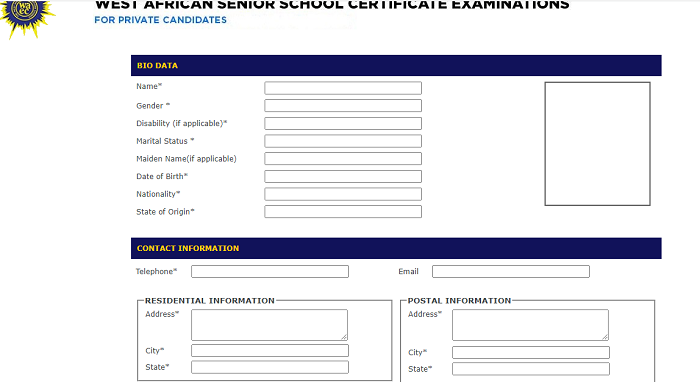 WEST AFRICAN SENIOR SCHOOL CERTIFICATE EXAMINATIONS
FOR PRIVATE CANDIDATES
BIO DATA
Name*
Gender *
Disability (if applicable)*
Marital Status *
Maiden Name(if applicable)
Date of Birth*
Nationality*
State of Origin*
CONTACT INFORMATION
Telephone* Email
RESIDENTIAL INFORMATION
Address*
City*
State*
POSTAL INFORMATION
Address*
City*
State*